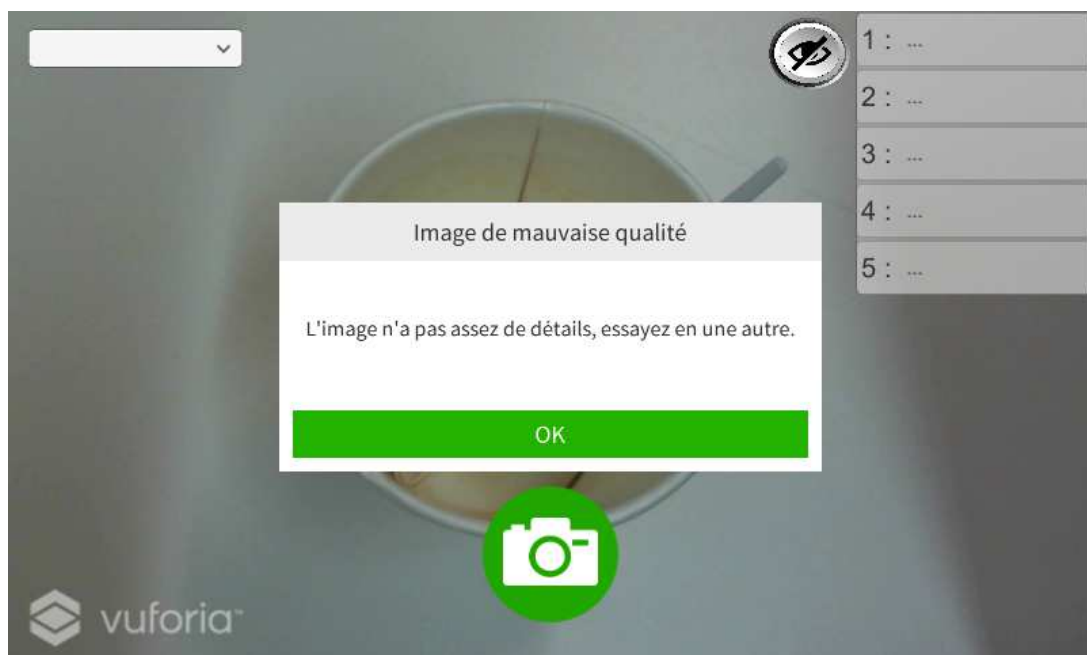 1 : ...
2 : ...
3 : ...
4 : ...
5 : ...
Image de mauvaise qualité
L'image n'a pas assez de détails, essayez en une autre.
OK
vuforia™